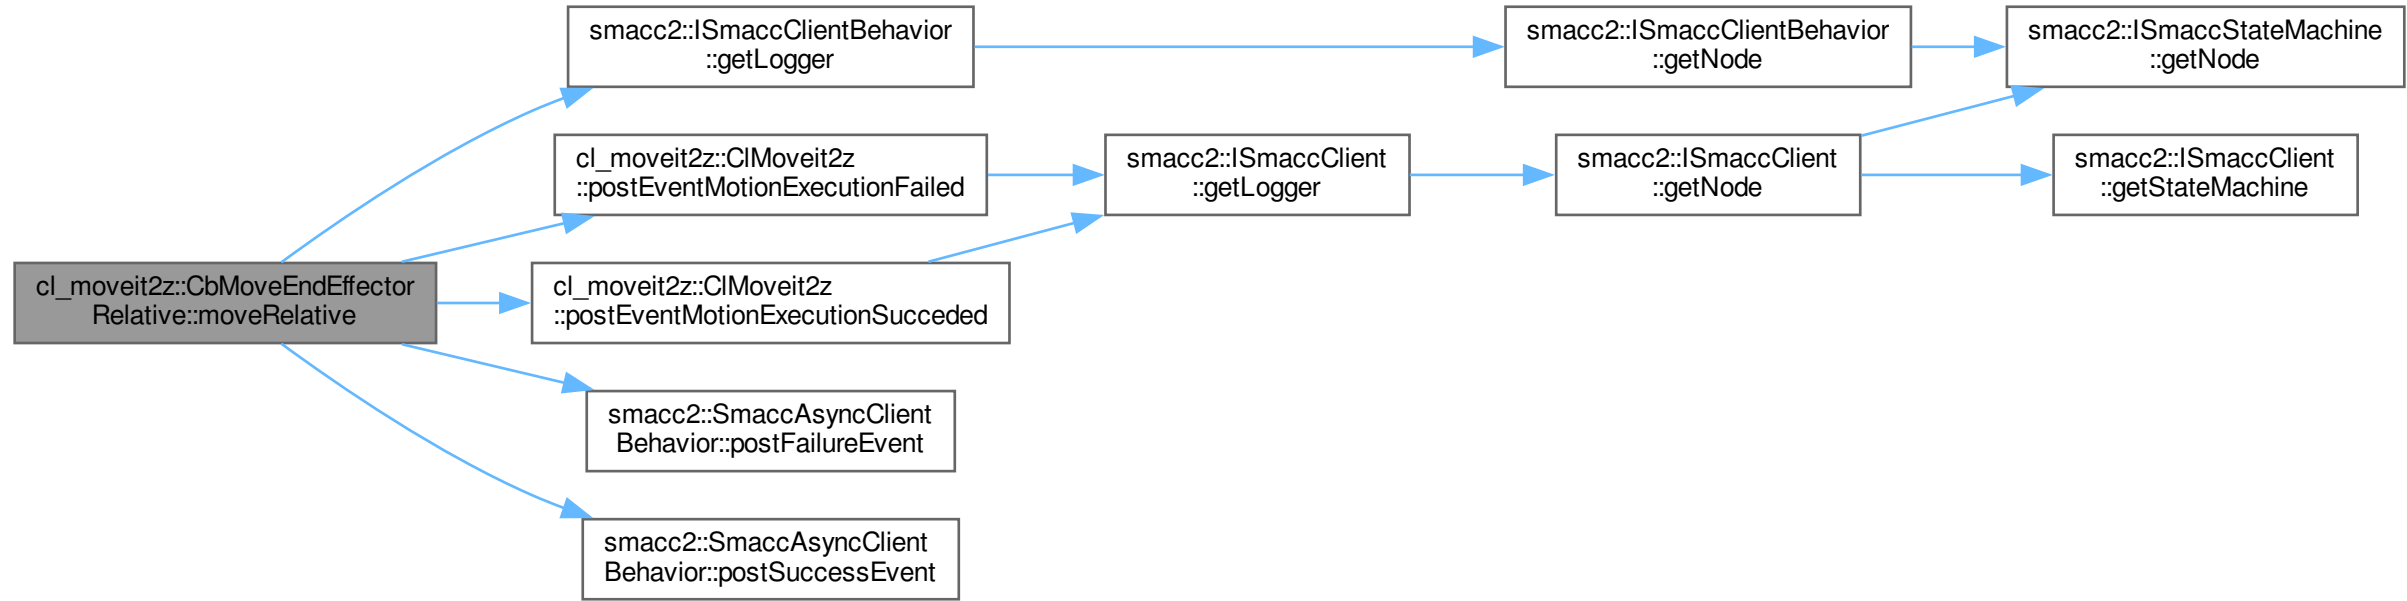 smacc2::ISmaccClientBehavior
::getLogger
smacc2::ISmaccClientBehavior
::getNode
smacc2::ISmaccStateMachine
::getNode
cl_moveit2z::ClMoveit2z
::postEventMotionExecutionFailed
smacc2::ISmaccClient
::getLogger
smacc2::ISmaccClient
::getNode
smacc2::ISmaccClient
::getStateMachine
cl_moveit2z::CbMoveEndEffector
Relative::moveRelative
cl_moveit2z::ClMoveit2z
::postEventMotionExecutionSucceded
smacc2::SmaccAsyncClient
Behavior::postFailureEvent
smacc2::SmaccAsyncClient
Behavior::postSuccessEvent